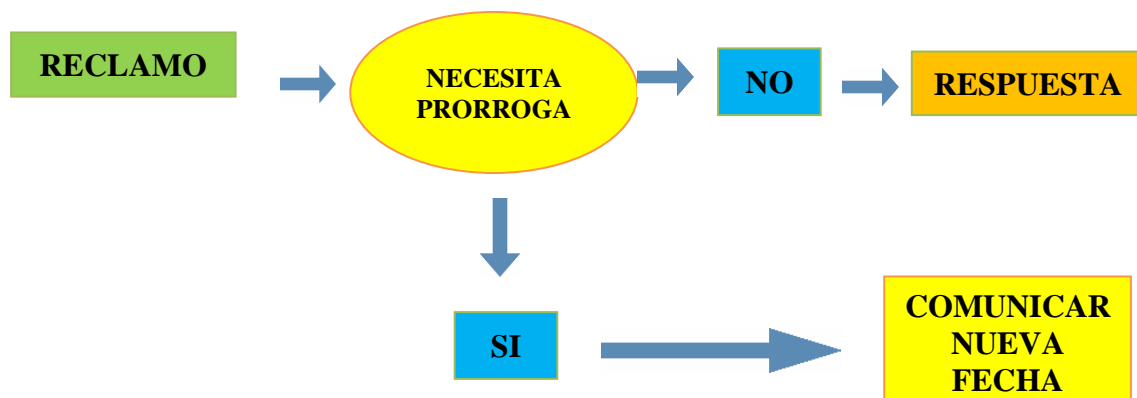 RECLAMO
NECESITA
PRORROGA
NO
RESPUESTA
SI
COMUNICAR
NUEVA
FECHA